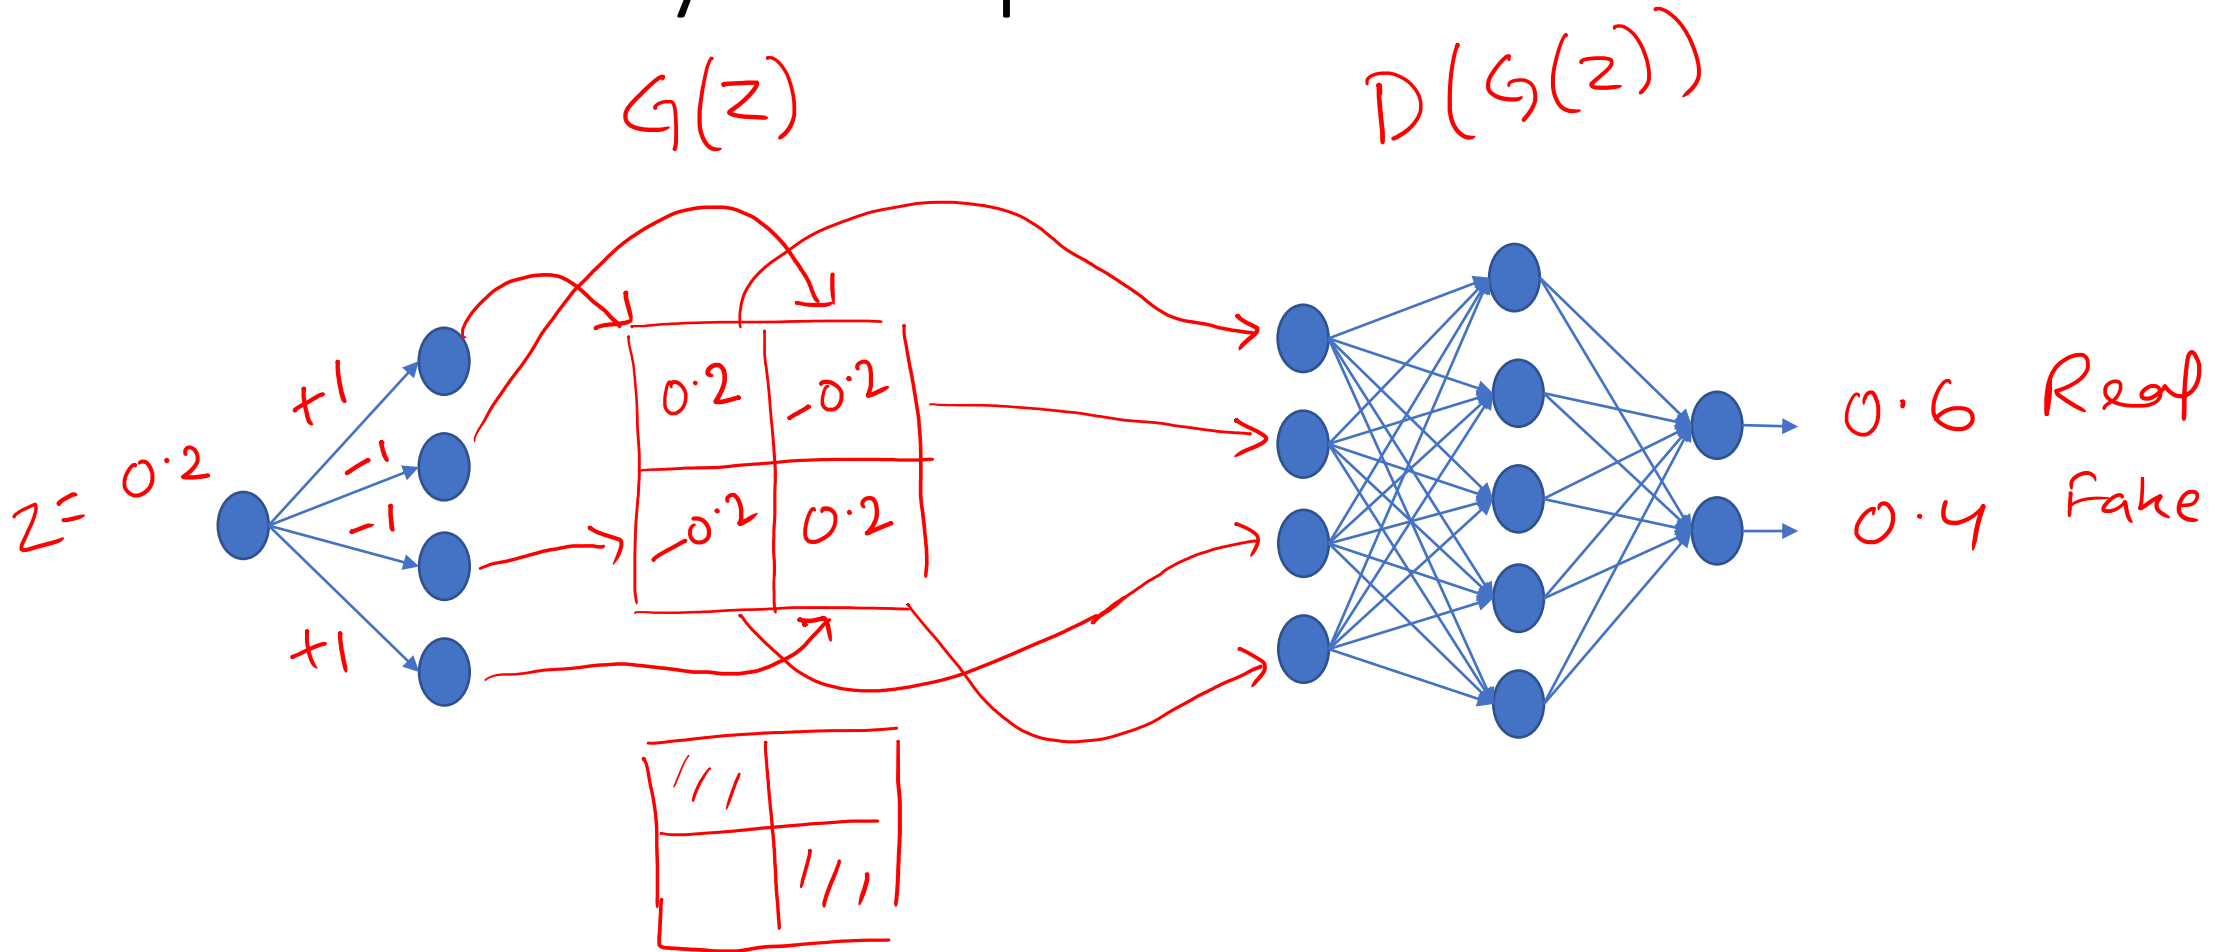 G(Z)
D(G(Z))
Z = 0.2
+1
-1
-1
+1
0.2 -0.2
-0.2 0.2
0.6 Real
0.4 Fake